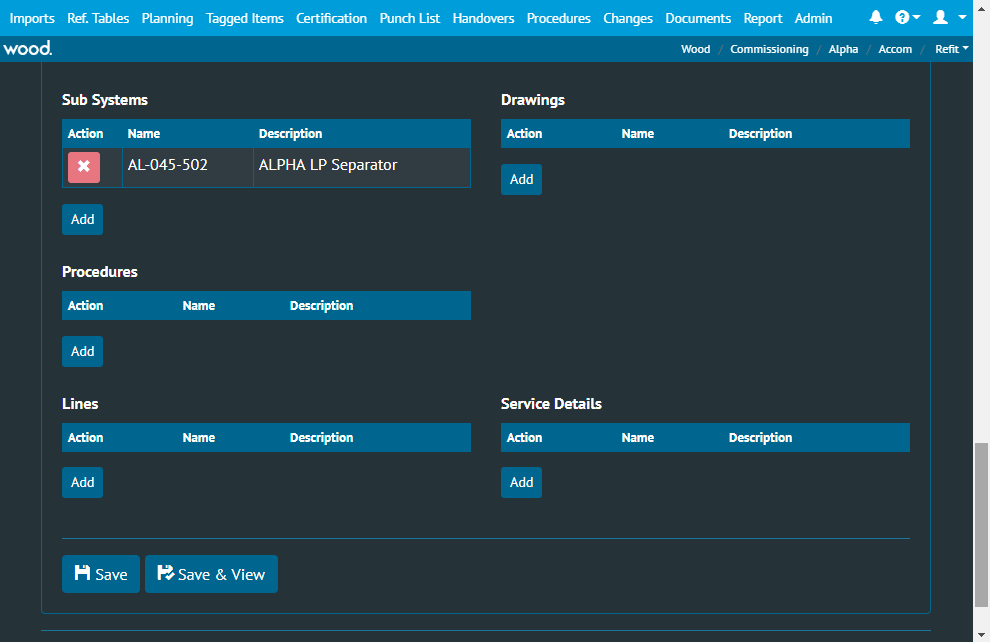 Imports Ref. Tables Planning Tagged Items Certification Punch List Handovers Procedures Changes Documents Report Admin
wood. Wood / Commissioning / Alpha / Accom / Refit
Sub Systems
Action Name Description
AL-045-502 ALPHA LP Separator
Add
Drawings
Action Name Description
Add
Procedures
Action Name Description
Add
Lines
Action Name Description
Add
Service Details
Action Name Description
Add
Save Save & View